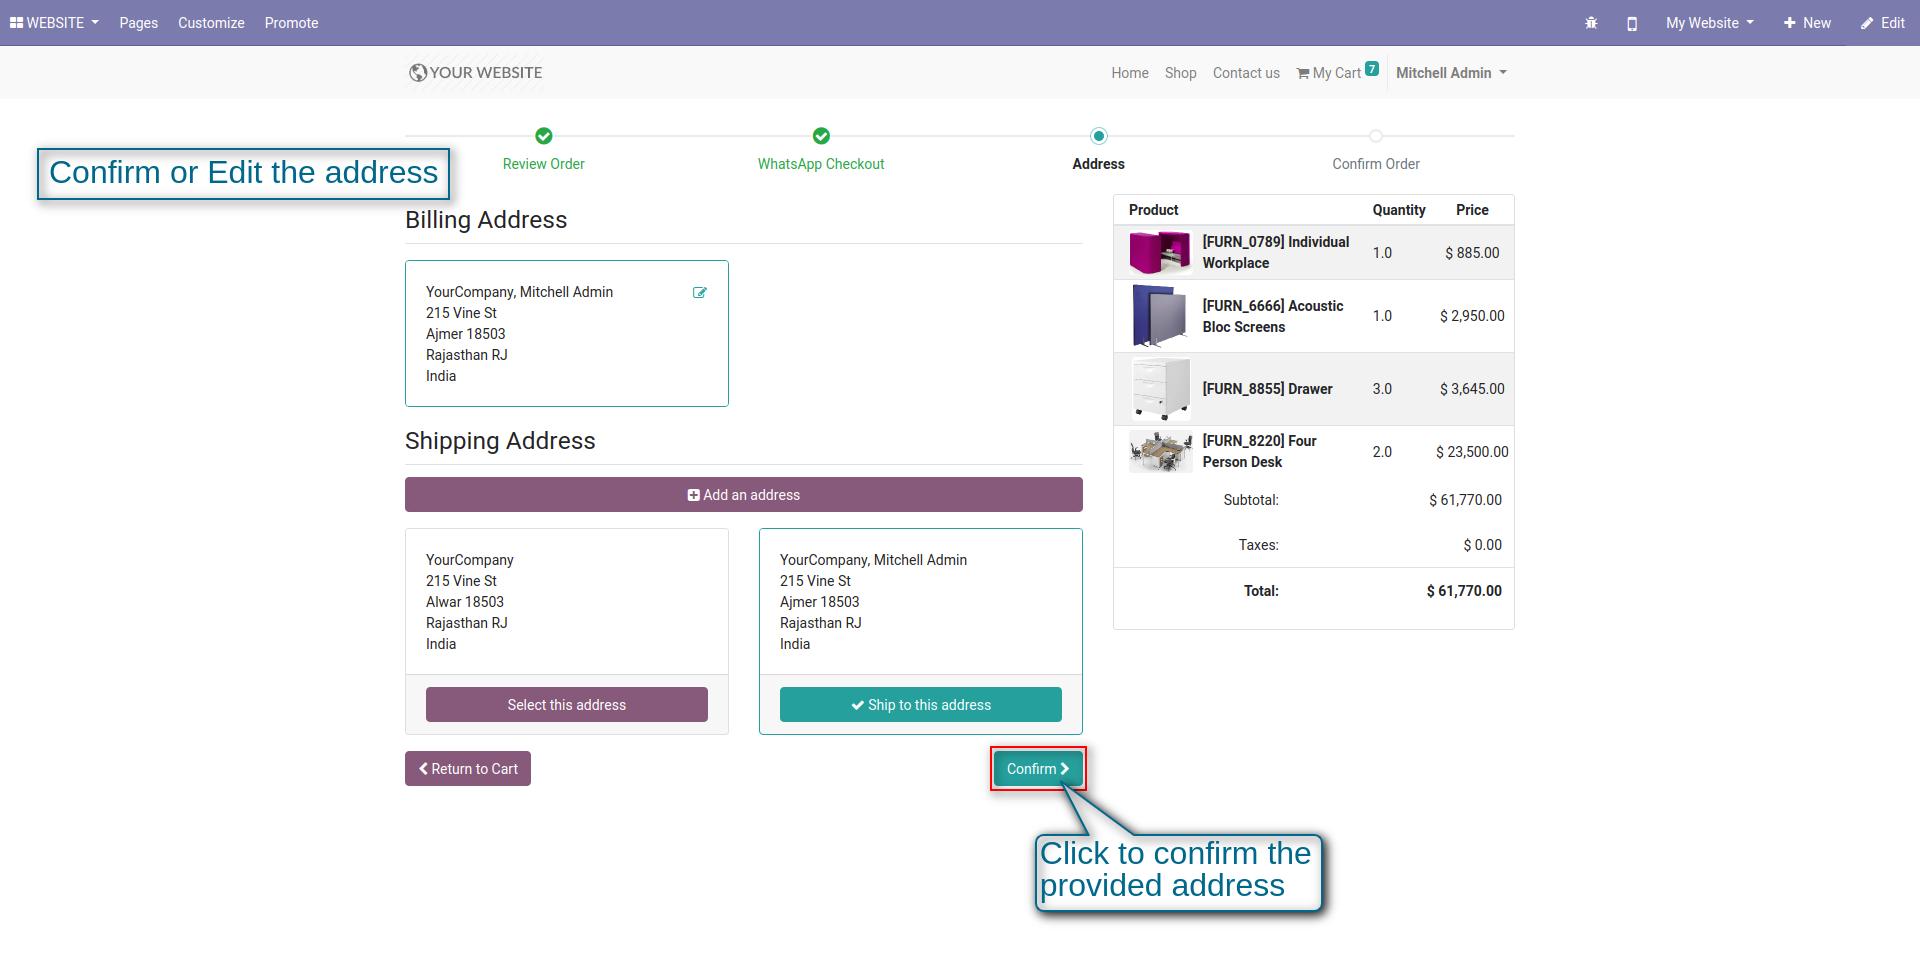 WEBSITE Pages Customize Promote My Website New Edit
YOUR WEBSITE Home Shop Contact us My Cart 7 Mitchell Admin
Confirm or Edit the address
Review Order WhatsApp Checkout Address Confirm Order
Billing Address
YourCompany, Mitchell Admin
215 Vine St
Ajmer 18503
Rajasthan RJ
India
Shipping Address
Add an address
YourCompany
215 Vine St
Alwar 18503
Rajasthan RJ
India
Select this address
YourCompany, Mitchell Admin
215 Vine St
Ajmer 18503
Rajasthan RJ
India
Ship to this address
Return to Cart
Confirm
Click to confirm the
provided address
Product Quantity Price
[FURN_0789] Individual
Workplace
1.0 $ 885.00
[FURN_6666] Acoustic
Bloc Screens
1.0 $ 2,950.00
[FURN_8855] Drawer 3.0 $ 3,645.00
[FURN_8220] Four
Person Desk
2.0 $ 23,500.00
Subtotal: $ 61,770.00
Taxes: $ 0.00
Total: $ 61,770.00